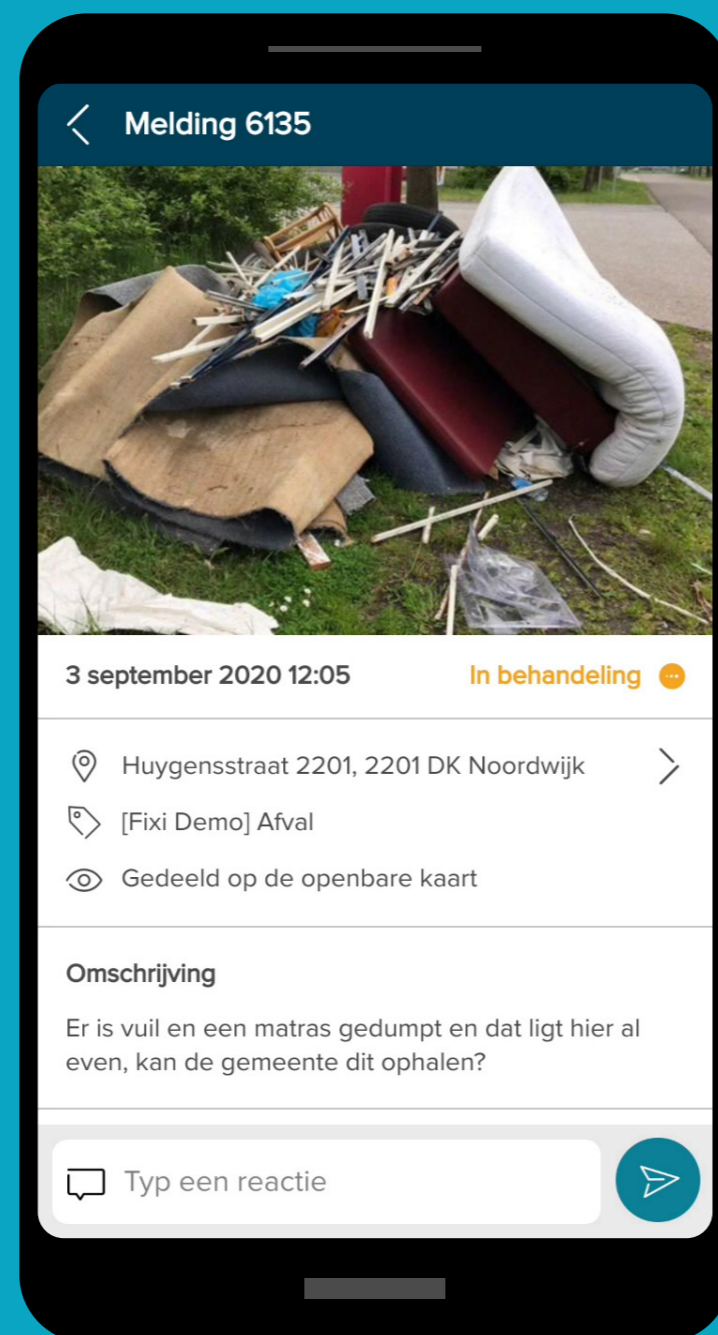 Melding 6135
3 september 2020 12:05
In behandeling
Huygensstraat 2201, 2201 DK Noordwijk
[Fixi Demo] Afval
Gedeeld op de openbare kaart
Omschrijving
Er is vuil en een matras gedumpt en dat ligt hier al
even, kan de gemeente dit ophalen?
Typ een reactie